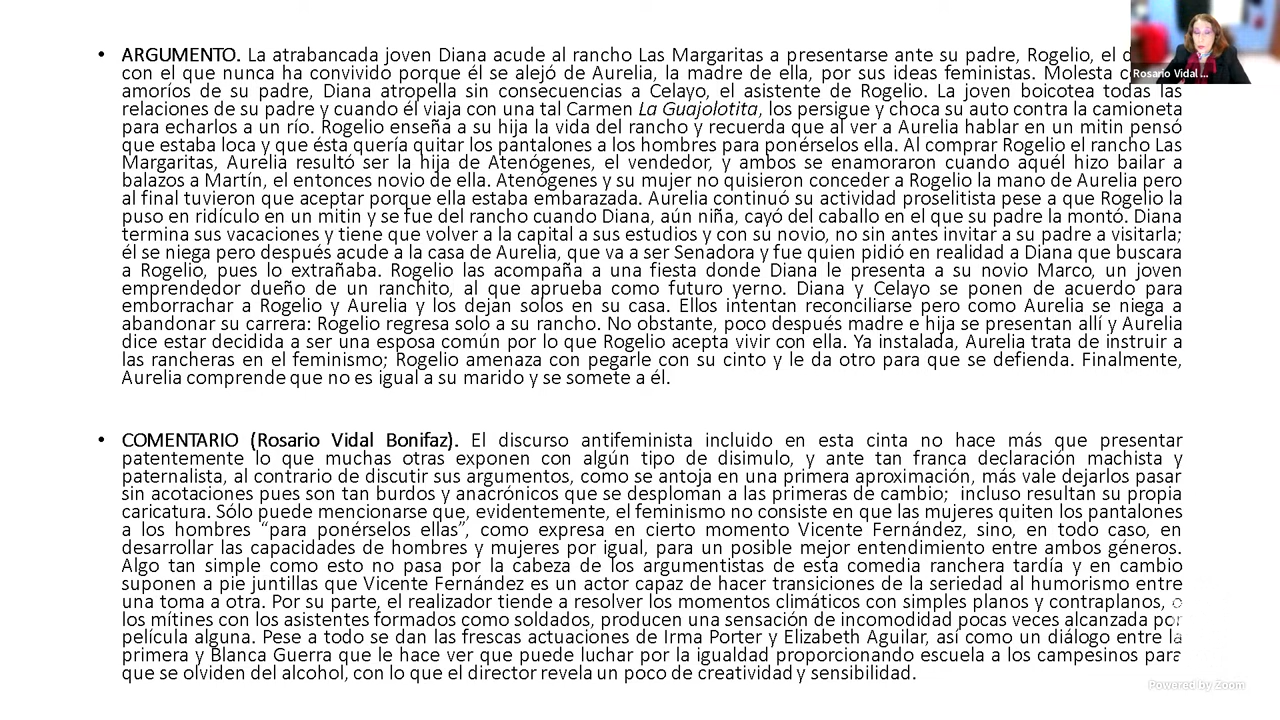 • ARGUMENTO. La atrabancada joven Diana acude al rancho Las Margaritas a presentarse ante su padre, Rogelio, el
con el que nunca ha convivido porque él se alejó de Aurelia, la madre de ella, por sus ideas feministas. Molesta
amoríos de su padre, Diana atropella sin consecuencias a Celayo, el asistente de Rogelio. La joven boicotea todas las
relaciones de su padre y cuando él viaja con una tal Carmen La Guajolotita, los persigue y choca su auto contra la camioneta
para echarlos a un río. Rogelio enseña a su hija la vida del rancho y recuerda que al ver a Aurelia hablar en un mitin pensó
que estaba loca y que ésta quería quitar los pantalones a los hombres para ponérselos ella. Al comprar Rogelio el rancho Las
Margaritas, Aurelia resultó ser la hija de Atenógenes, el vendedor, y ambos se enamoraron cuando aquél hizo bailar a
balazos a Martín, el entonces novio de ella. Atenógenes y su mujer no quisieron conceder a Rogelio la mano de Aurelia pero
al final tuvieron que aceptar porque ella estaba embarazada. Aurelia continuó su actividad proselitista pese a que Rogelio la
puso en ridículo en un mitin y se fue del rancho cuando Diana, aún niña, cayó del caballo en el que su padre la montó. Diana
termina sus vacaciones y tiene que volver a la capital a sus estudios y con su novio, no sin antes invitar a su padre a visitarla;
él se niega pero después acude a la casa de Aurelia, que va a ser Senadora y fue quien pidió en realidad a Diana que buscara
a Rogelio, pues lo extrañaba. Rogelio las acompaña a una fiesta donde Diana le presenta a su novio Marco, un joven
emprendedor dueño de un ranchito, al que aprueba como futuro yerno. Diana y Celayo se ponen de acuerdo para
emborrachar a Rogelio y Aurelia y los dejan solos en su casa. Ellos intentan reconciliarse pero como Aurelia se niega a
abandonar su carrera: Rogelio regresa solo a su rancho. No obstante, poco después madre e hija se presentan allí y Aurelia
dice estar decidida a ser una esposa común por lo que Rogelio acepta vivir con ella. Ya instalada, Aurelia trata de instruir a
las rancheras en el feminismo; Rogelio amenaza con pegarle con su cinto y le da otro para que se defienda. Finalmente,
Aurelia comprende que no es igual a su marido y se somete a él.
• COMENTARIO (Rosario Vidal Bonifaz). El discurso antifeminista incluido en esta cinta no hace más que presentar
patentemente lo que muchas otras exponen con algún tipo de disimulo, y ante tan franca declaración machista y
paternalista, al contrario de discutir sus argumentos, como se antoja en una primera aproximación, más vale dejarlos pasar
sin acotaciones pues son tan burdos y anacrónicos que se desploman a las primeras de cambio; incluso resultan su propia
caricatura. Sólo puede mencionarse que, evidentemente, el feminismo no consiste en que las mujeres quiten los pantalones
a los hombres “para ponérselos ellas”, como expresa en cierto momento Vicente Fernández, sino, en todo caso, en
desarrollar las capacidades de hombres y mujeres por igual, para un posible mejor entendimiento entre ambos géneros.
Algo tan simple como esto no pasa por la cabeza de los argumentistas de esta comedia ranchera tardía y en cambio
suponen a pie juntillas que Vicente Fernández es un actor capaz de hacer transiciones de la seriedad al humorismo entre
una toma a otra. Por su parte, el realizador tiende a resolver los momentos climáticos con simples planos y contraplanos,
los mítines con los asistentes formados como soldados, producen una sensación de incomodidad pocas veces alcanzada por
película alguna. Pese a todo se dan las frescas actuaciones de Irma Porter y Elizabeth Aguilar, así como un diálogo entre la
primera y Blanca Guerra que le hace ver que puede luchar por la igualdad proporcionando escuela a los campesinos para
que se olviden del alcohol, con lo que el director revela un poco de creatividad y sensibilidad.
Rosario Vidal ...
Powered by Zoom